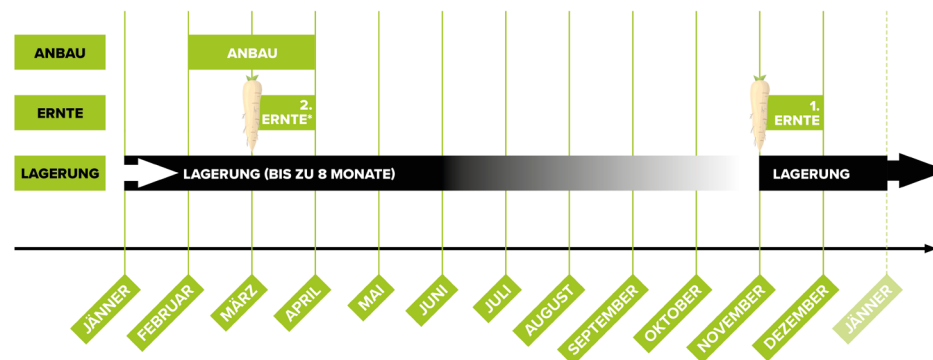 ANBAU
ANBAU
ERNTE
2.
ERNTE*
1.
ERNTE
LAGERUNG
LAGERUNG (BIS ZU 8 MONATE)
LAGERUNG
JÄNNER
FEBRUAR
MÄRZ
APRIL
MAI
JUNI
JULI
AUGUST
SEPTEMBER
OKTOBER
NOVEMBER
DEZEMBER
JÄNNER